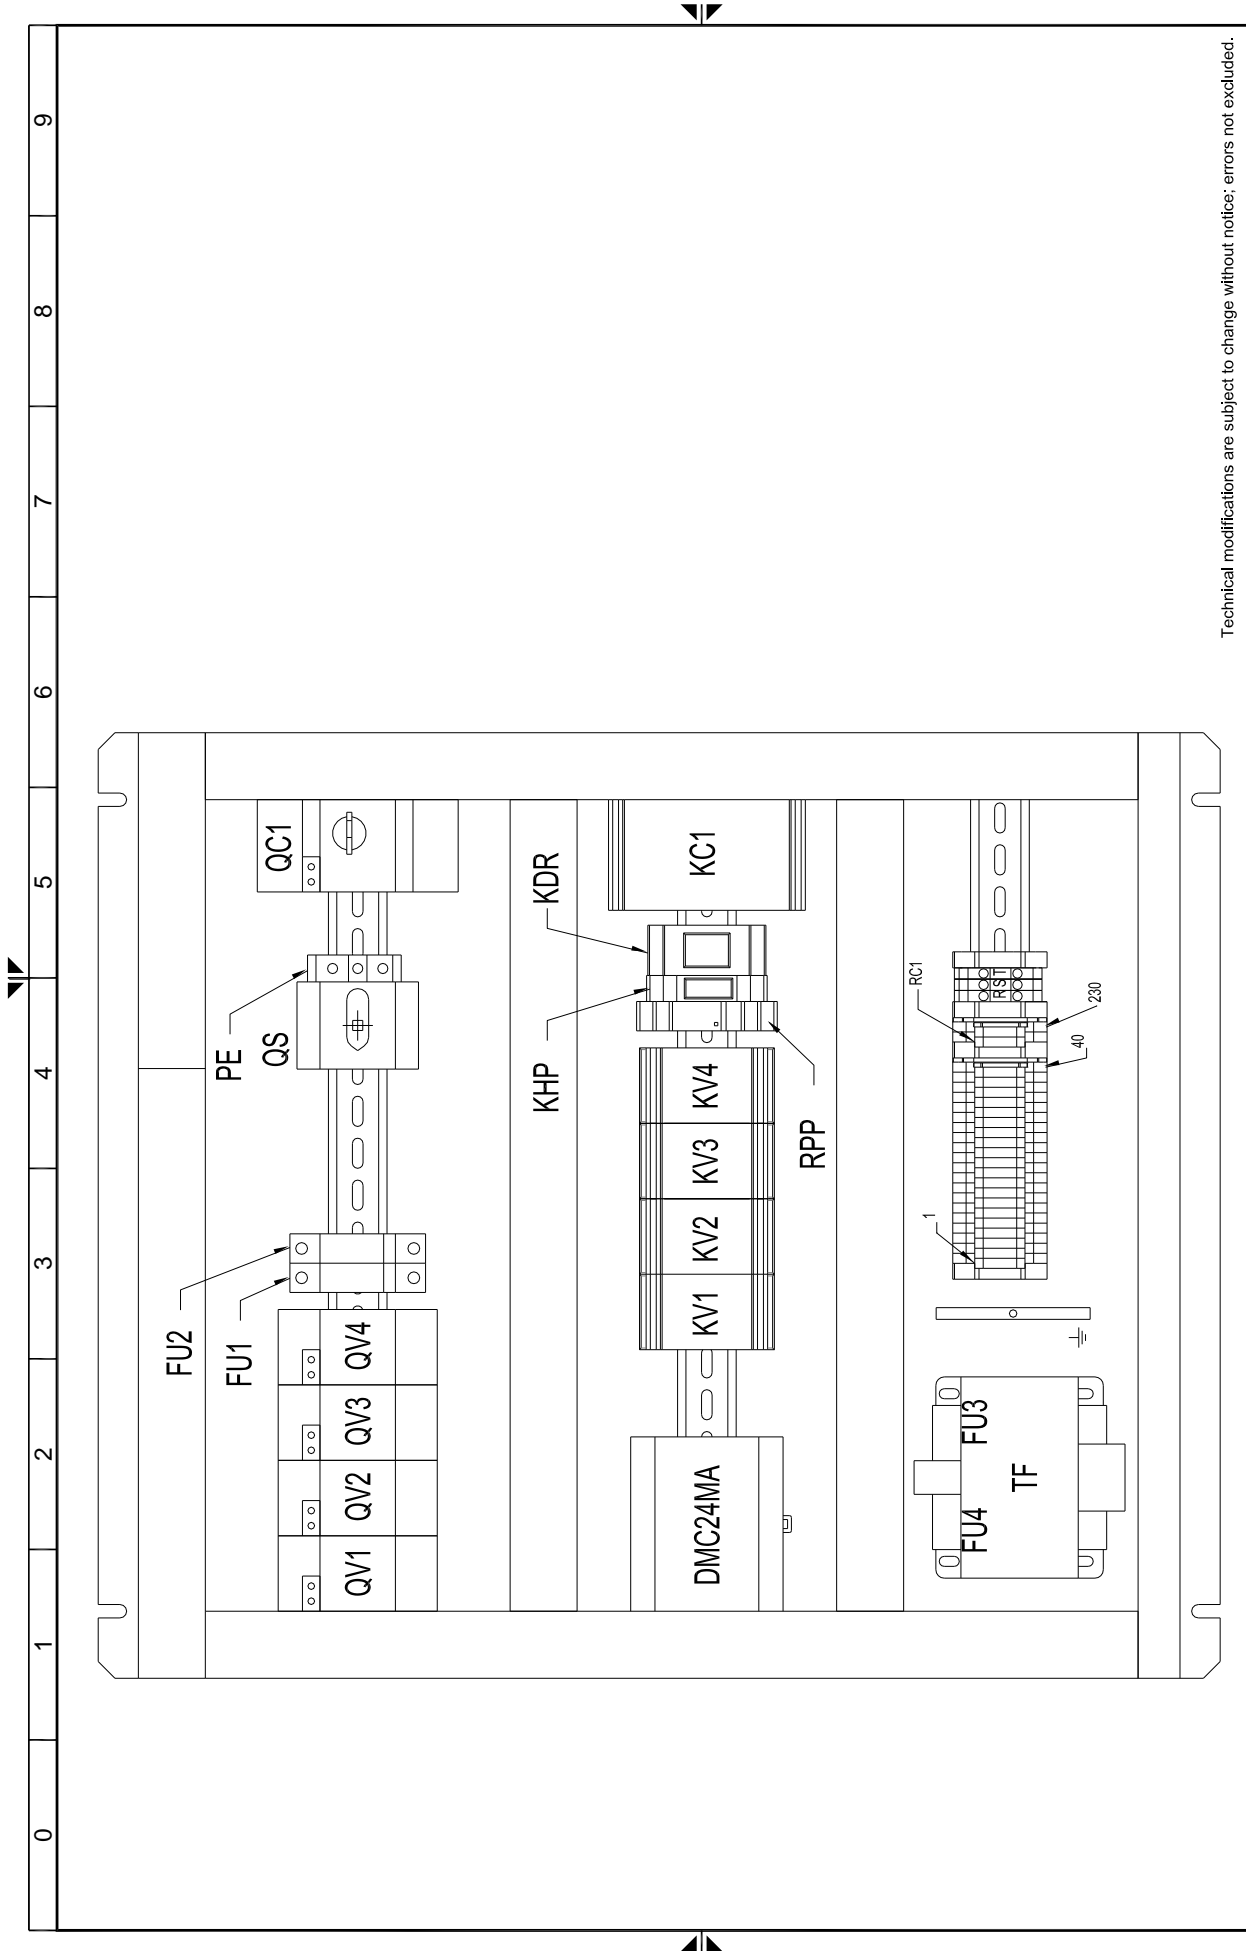 0
1
2
3
4
5
6
7
8
9
FU2
FU1
PE
QS
QC1
QV1
QV2
QV3
QV4
KHP
KDR
DMC24MA
KV1
KV2
KV3
KV4
KC1
RPP
RC1
1
FU4
FU3
TF
R S T
40
230
Technical modifications are subject to change without notice; errors not excluded.